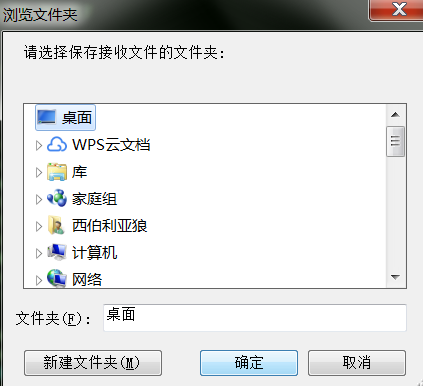 浏览文件夹
请选择保存接收文件的文件夹:
桌面
WPS云文档
库
家庭组
西伯利亚狼
计算机
网络
文件夹(F): 桌面
新建文件夹(M) 确定 取消